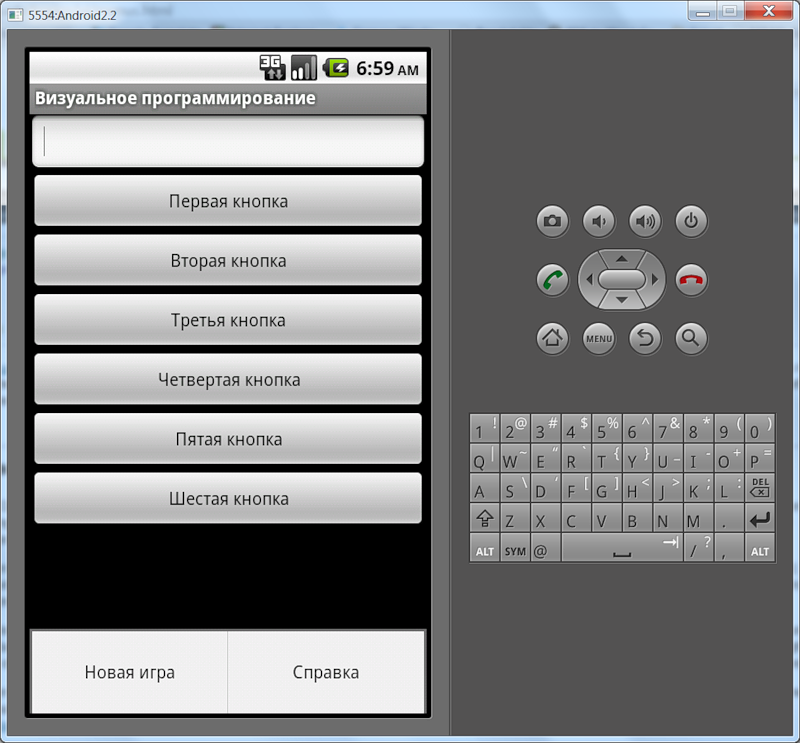 5554:Android2.2
3G 6:59 AM
Визуальное программирование
Первая кнопка
Вторая кнопка
Третья кнопка
Четвертая кнопка
Пятая кнопка
Шестая кнопка
Новая игра
Справка
MENU
1 ! 2 @ 3 # 4 $ 5 % 6 ^ 7 & 8 * 9 ( 0 )
Q | W ~ E " R ` T { Y } U _ I - O + P =
A S \ D ' F [ G ] H < J > K ; L : DEL
Z X C V B N M .
ALT SYM @ / ? , ALT